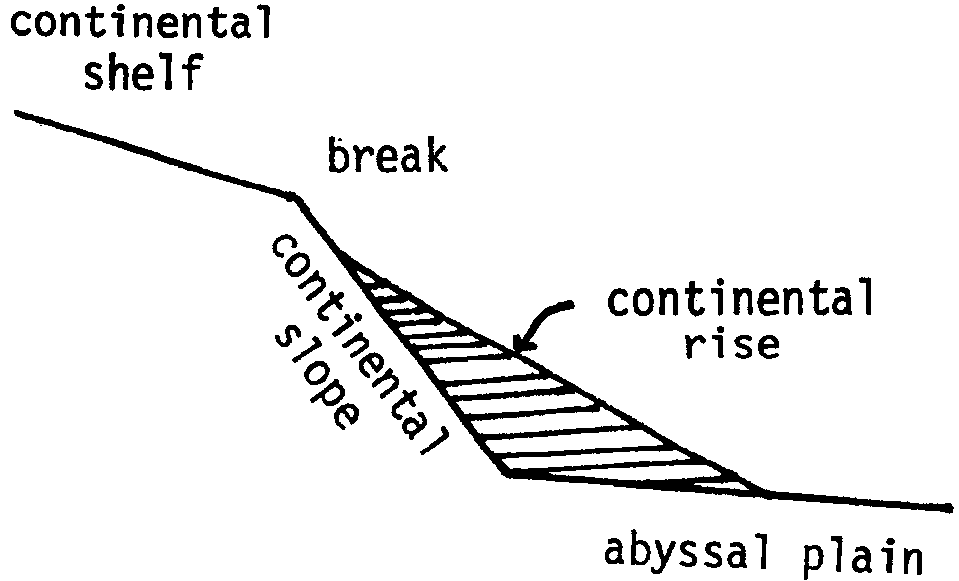 continental
shelf
break
continental
slope
continental
rise
abyssal plain